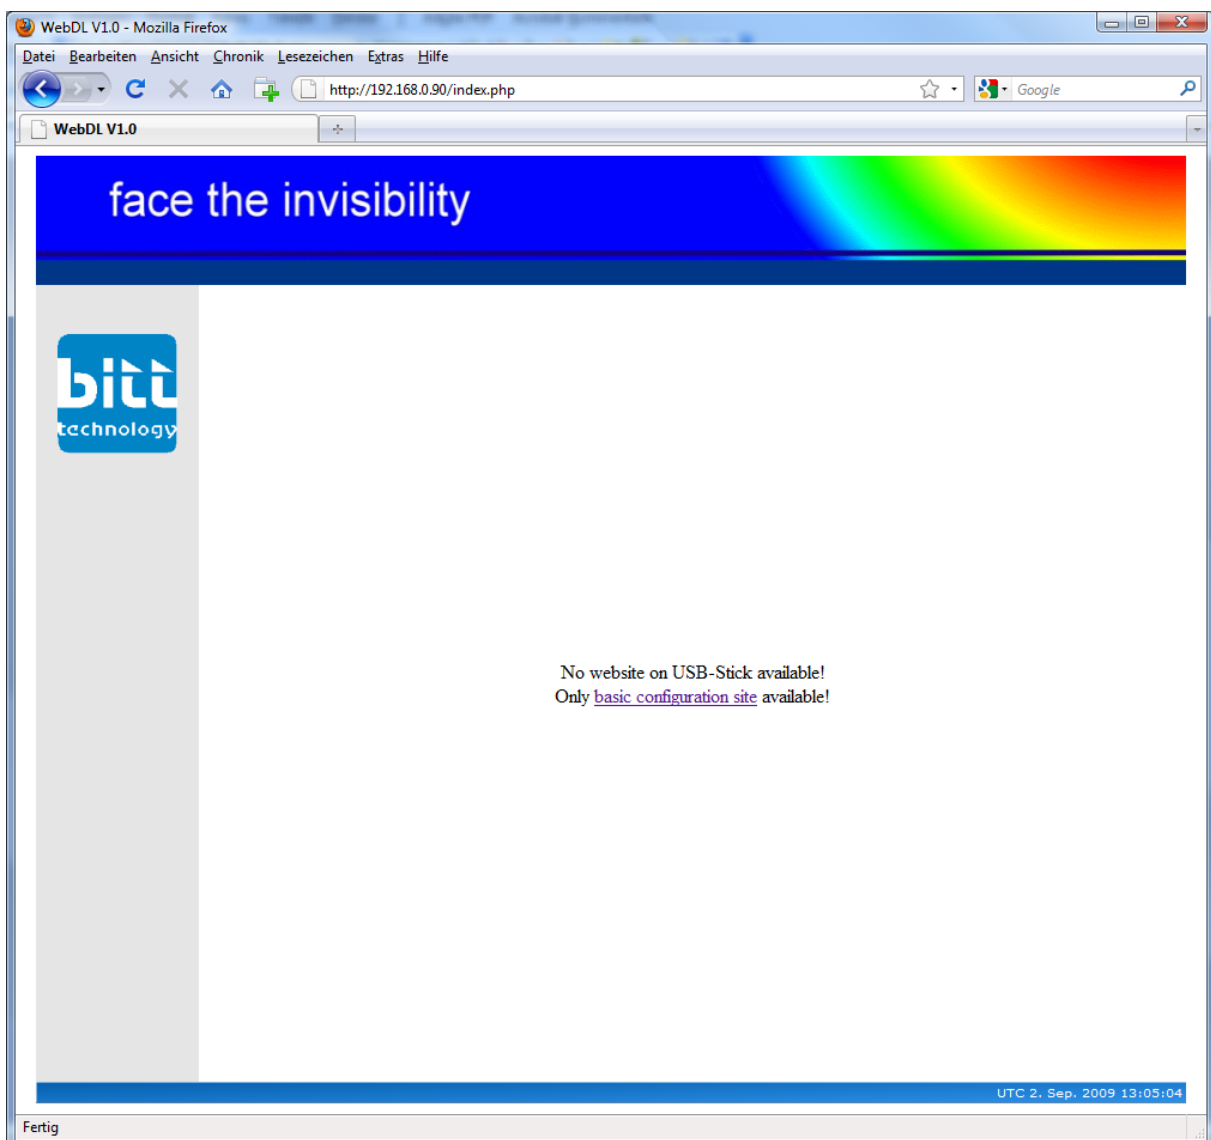 WebDL V1.0 - Mozilla Firefox
Datei Bearbeiten Ansicht Chronik Lesezeichen Extras Hilfe
http://192.168.0.90/index.php Google
WebDL V1.0
face the invisibility
bitt
technology
No website on USB-Stick available!
Only basic configuration site available!
UTC 2. Sep. 2009 13:05:04
Fertig